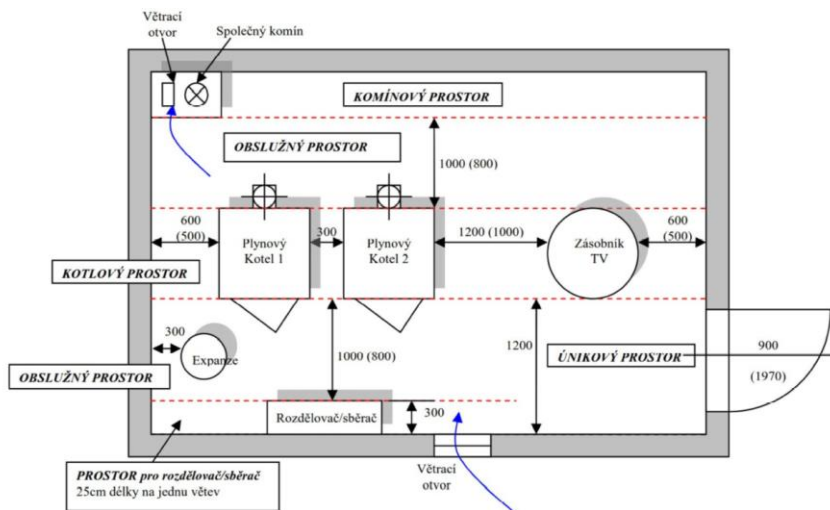 Větrací
otvor
Společný komín
KOMÍNOVÝ PROSTOR
OBSLUŽNÝ PROSTOR
1000 (800)
600
(500)
Plynový
Kotel 1
300
Plynový
Kotel 2
1200 (1000)
Zásobník
TV
600
(500)
KOTLOVÝ PROSTOR
300
Expanze
1000 (800)
1200
ÚNIKOVÝ PROSTOR
900
(1970)
OBSLUŽNÝ PROSTOR
Rozdělovač/sběrač
300
PROSTOR pro rozdělovač/sběrač
25cm délky na jednu větev
Větrací
otvor